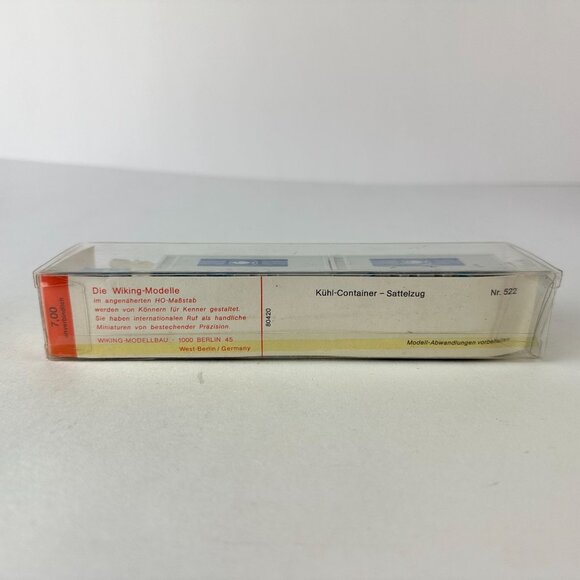 7,00
unverbindlich
Die Wiking-Modelle
im angenäherten HO-Maßstab
werden von Könnern für Kenner gestaltet.
Sie haben internationalen Ruf als handliche
Miniaturen von bestechender Präzision.
WIKING-MODELLBAU · 1000 BERLIN 45
West-Berlin / Germany
80420
Kühl-Container – Sattelzug
Nr. 522
Modell-Abwandlungen vorbehalten